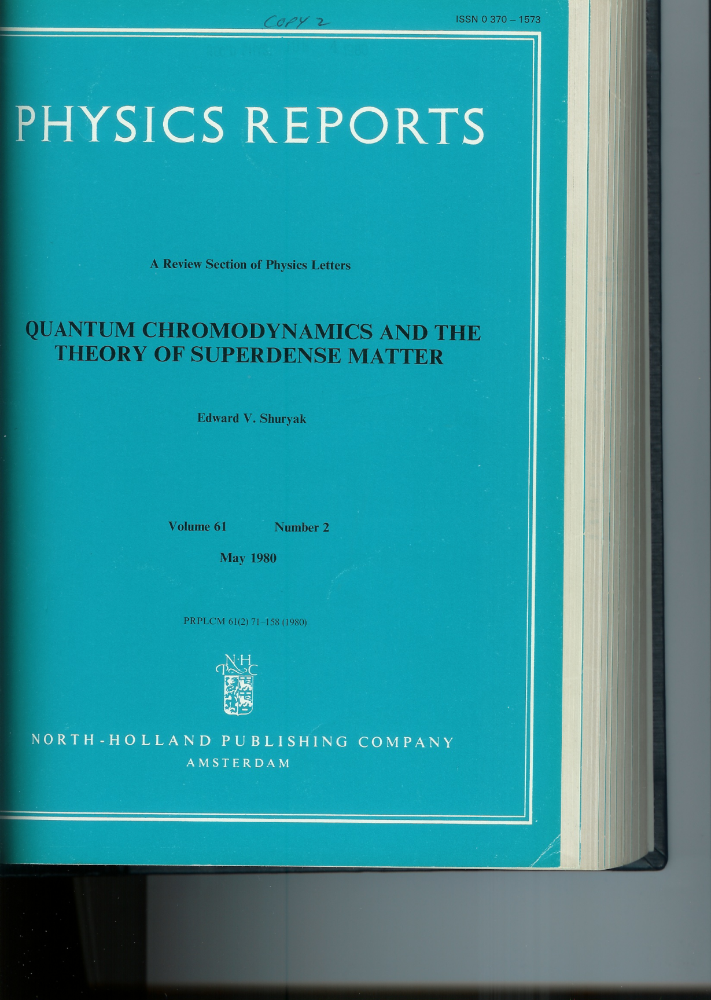 COPY 2
ISSN 0 370 – 1573
PHYSICS REPORTS
A Review Section of Physics Letters
QUANTUM CHROMODYNAMICS AND THE
THEORY OF SUPERDENSE MATTER
Edward V. Shuryak
Volume 61 Number 2
May 1980
PRPLCM 61(2) 71–158 (1980)
N·H
P C
NORTH-HOLLAND PUBLISHING COMPANY
AMSTERDAM